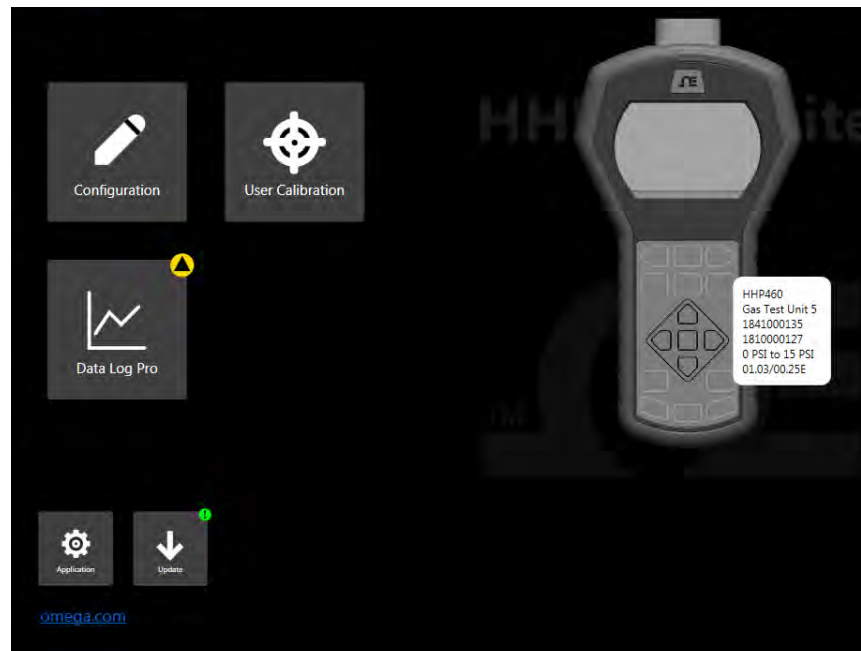 Configuration
User Calibration
Data Log Pro
HHP460
Gas Test Unit 5
1841000135
1810000127
0 PSI to 15 PSI
01.03/00.25E
Application
Update
omega.com
TM